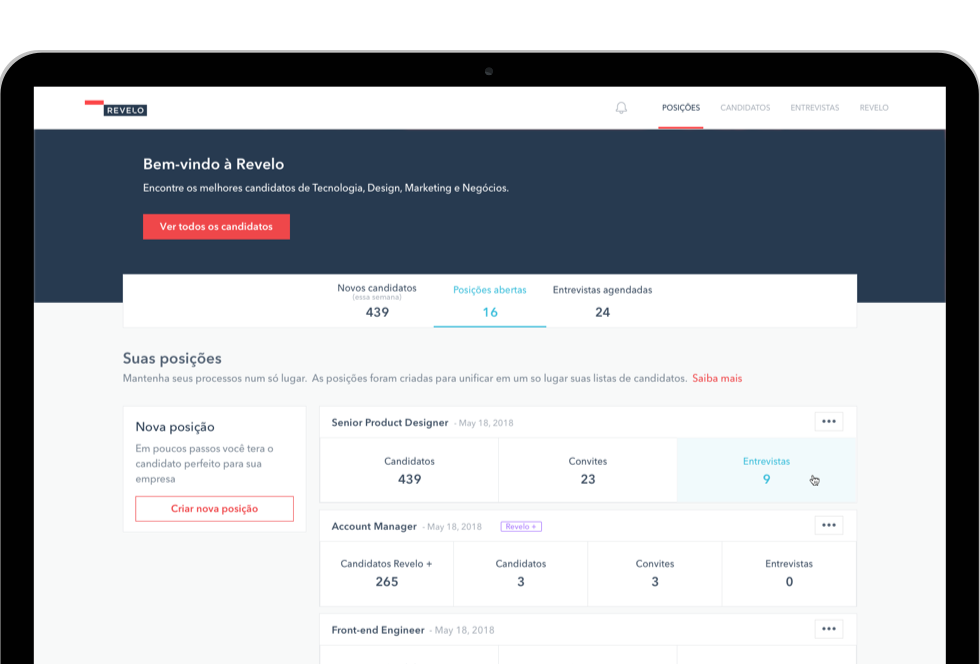 REVELO
POSIÇÕES
CANDIDATOS
ENTREVISTAS
REVELO
Bem-vindo à Revelo
Encontre os melhores candidatos de Tecnologia, Design, Marketing e Negócios.
Ver todos os candidatos
Novos candidatos
(essa semana)
439
Posições abertas
16
Entrevistas agendadas
24
Suas posições
Mantenha seus processos num só lugar. As posições foram criadas para unificar em um so lugar suas listas de candidatos. Saiba mais
Nova posição
Em poucos passos você tera o
candidato perfeito para sua
empresa
Criar nova posição
Senior Product Designer - May 18, 2018
Candidatos
439
Convites
23
Entrevistas
9
Account Manager - May 18, 2018 Revelo +
Candidatos Revelo +
265
Candidatos
3
Convites
3
Entrevistas
0
Front-end Engineer - May 18, 2018